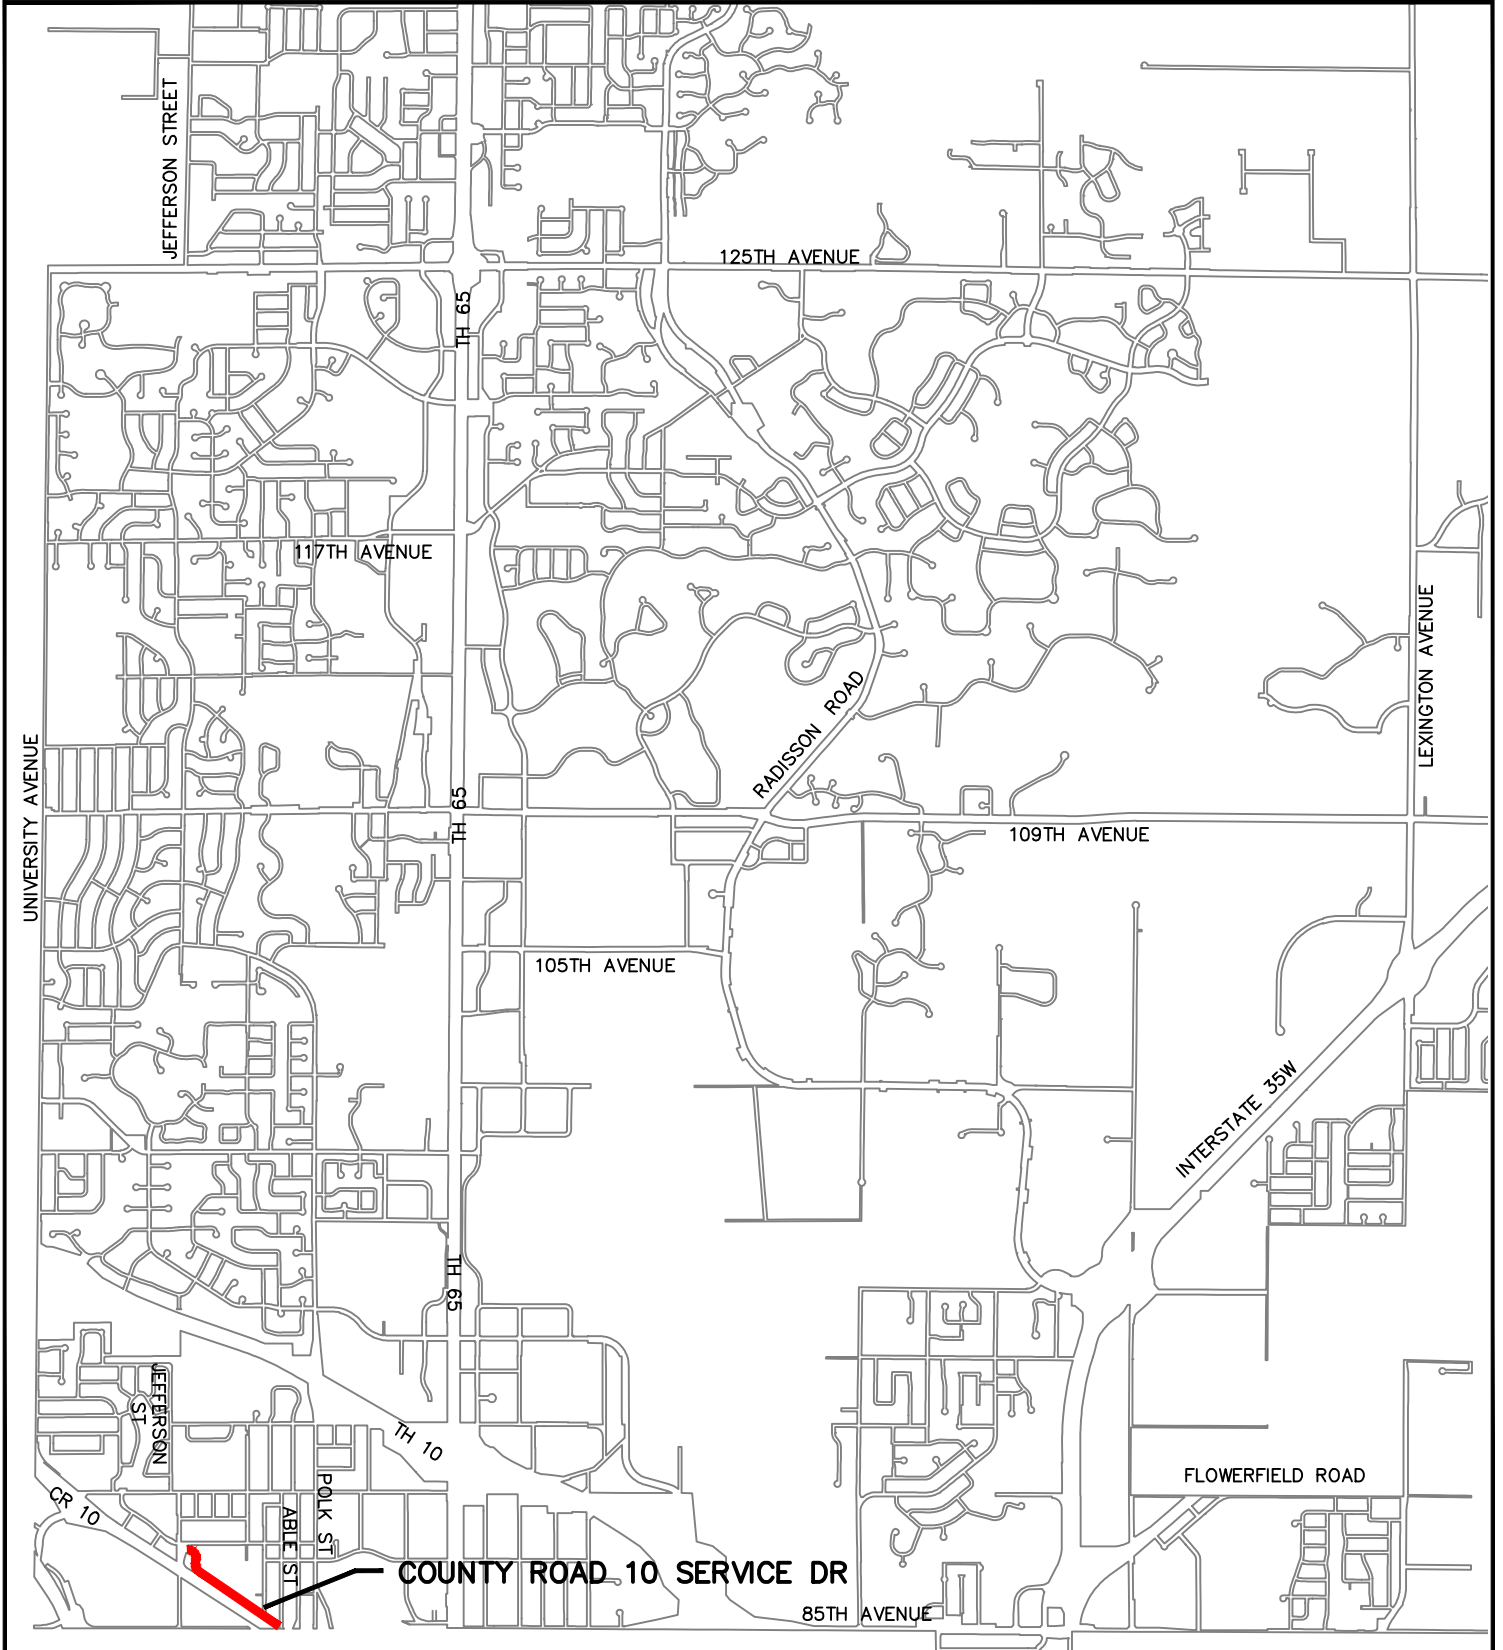 JEFFERSON STREET
125TH AVENUE
TH 65
117TH AVENUE
LEXINGTON AVENUE
RADISSON ROAD
UNIVERSITY AVENUE
TH 65
109TH AVENUE
105TH AVENUE
INTERSTATE 35W
TH 65
JEFFERSON
ST
TH 10
FLOWERFIELD ROAD
CR 10
POLK ST
ABLE ST
COUNTY ROAD 10 SERVICE DR
85TH AVENUE